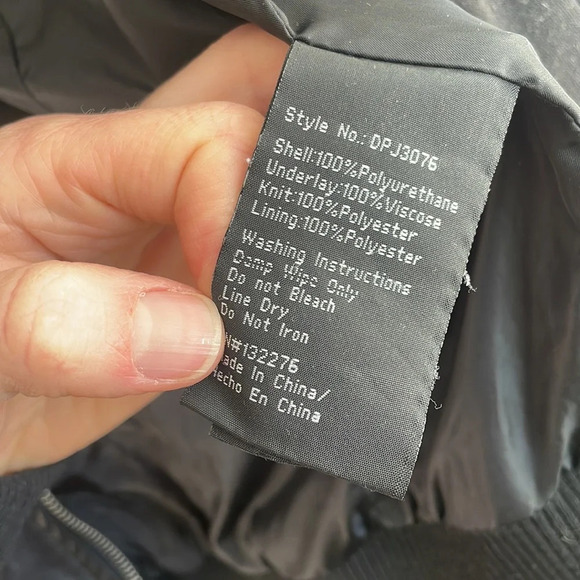 Style No.: DPJ3076
Shell:100%Polyurethane
Underlay:100%Viscose
Knit:100%Polyester
Lining:100%Polyester
Washing Instructions
Damp Wipe Only
Do not Bleach
Line Dry
Do Not Iron
N#132276
ade In China/
echo En China